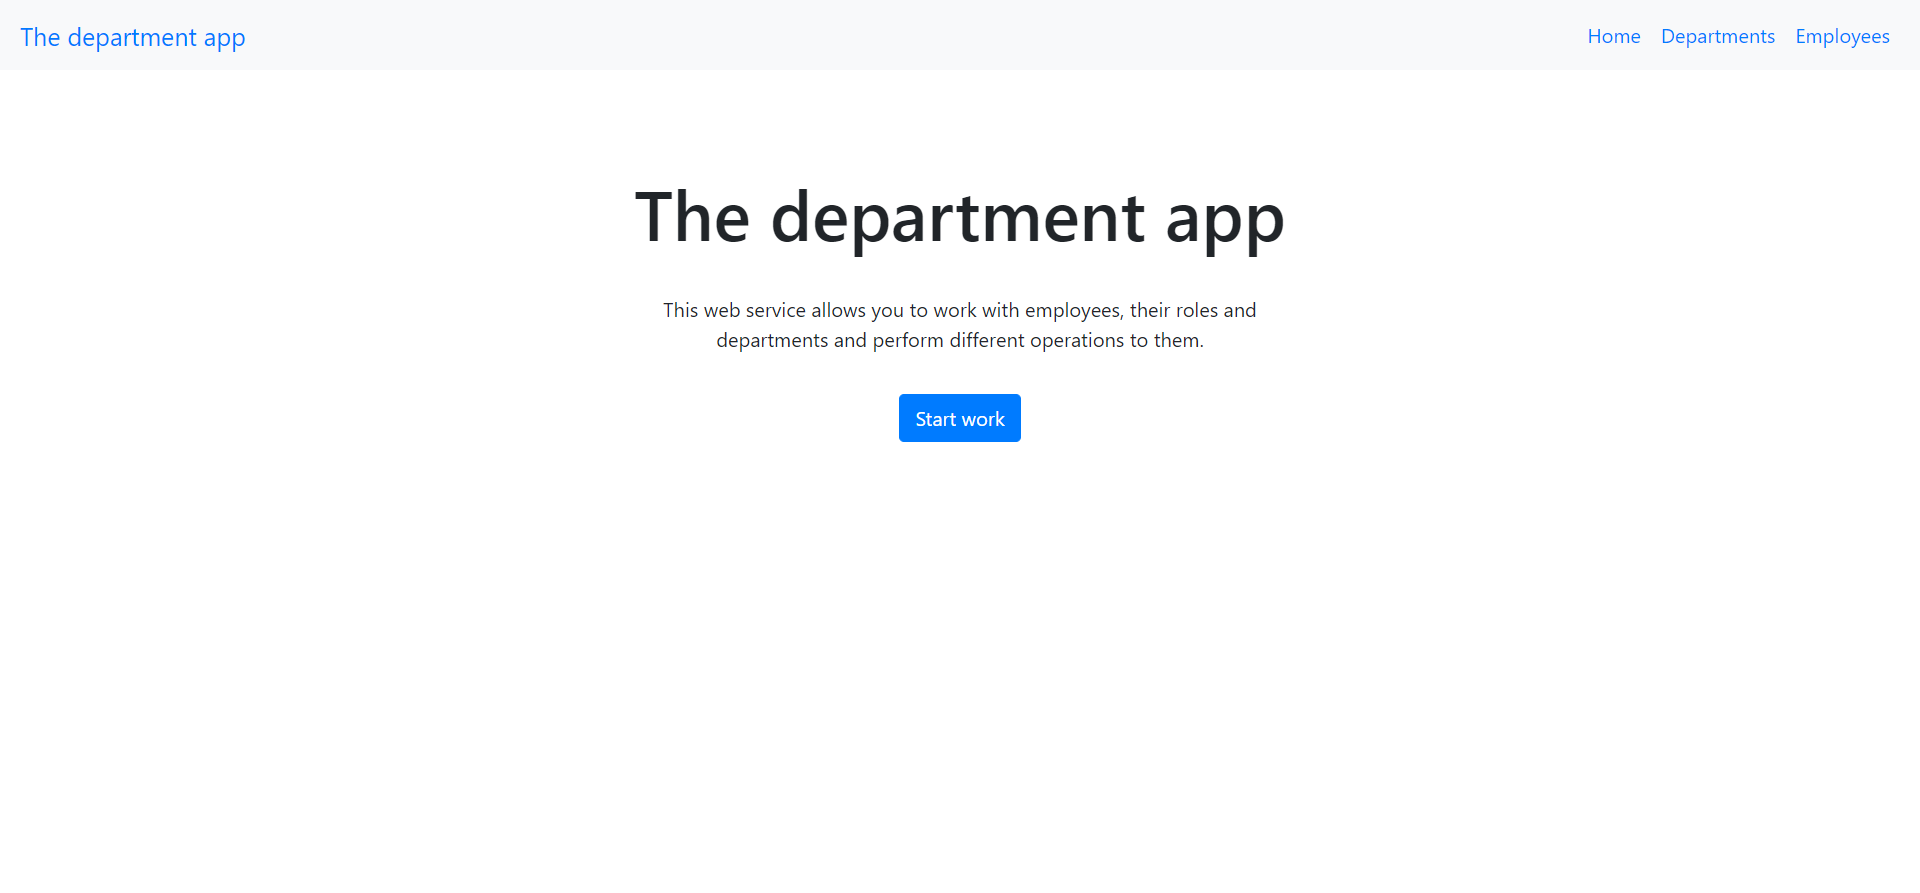 The department app
Home Departments Employees
The department app
This web service allows you to work with employees, their roles and
departments and perform different operations to them.
Start work